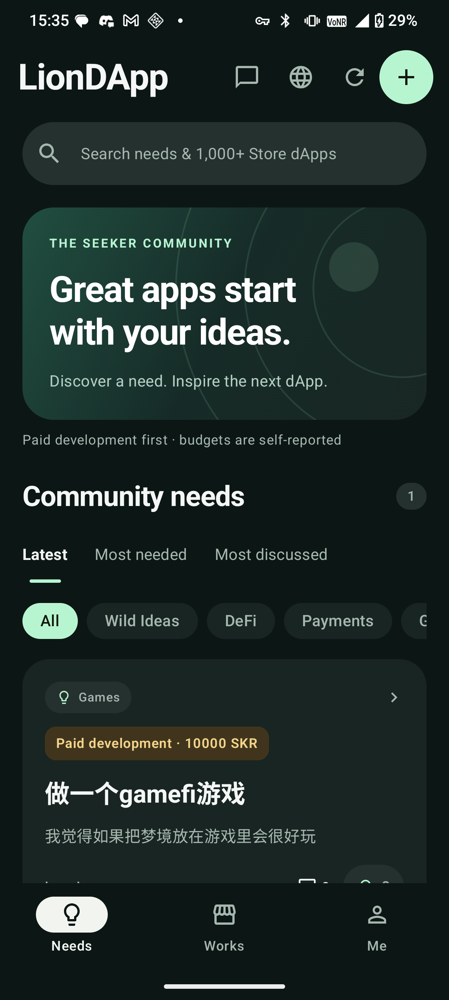 15:35
VoNR
29%
LionDApp
Search needs & 1,000+ Store dApps
THE SEEKER COMMUNITY
Great apps start
with your ideas.
Discover a need. Inspire the next dApp.
Paid development first · budgets are self-reported
Community needs
1
Latest
Most needed
Most discussed
All
Wild Ideas
DeFi
Payments
Games
Paid development · 10000 SKR
做一个gamefi游戏
我觉得如果把梦境放在游戏里会很好玩
Needs
Works
Me